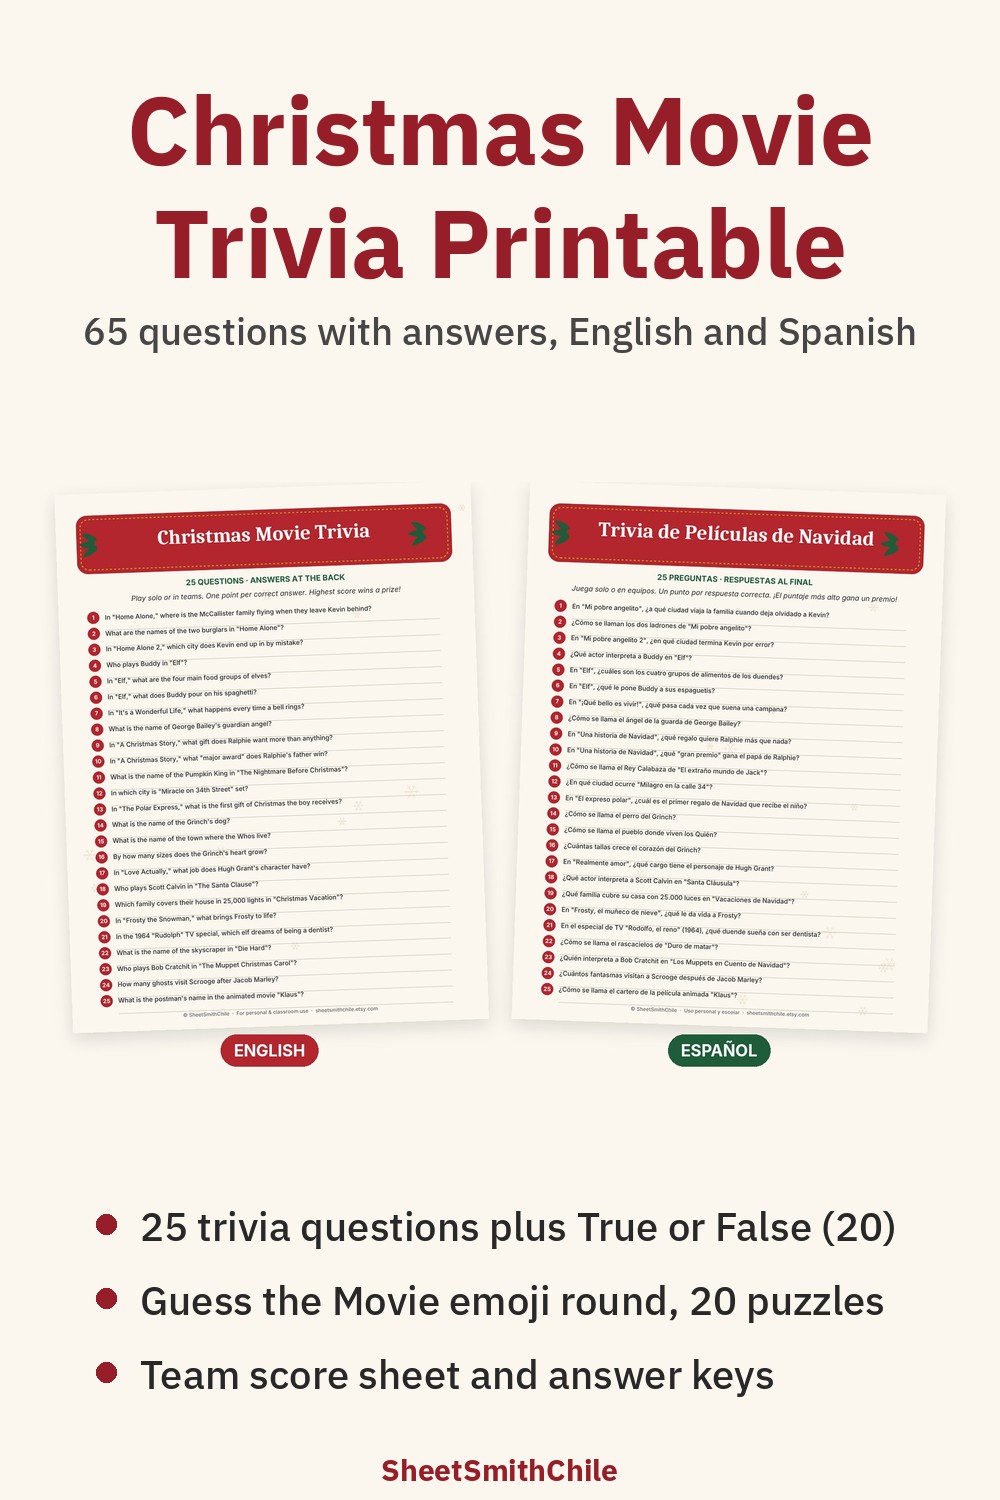 Christmas Movie
Trivia Printable
65 questions with answers, English and Spanish
Christmas Movie Trivia
25 QUESTIONS · ANSWERS AT THE BACK
Play solo or in teams. One point per correct answer. Highest score wins a prize!
1 In "Home Alone," where is the McCallister family flying when they leave Kevin behind?
2 What are the names of the two burglars in "Home Alone"?
3 In "Home Alone 2," which city does Kevin end up in by mistake?
4 Who plays Buddy in "Elf"?
5 In "Elf," what are the four main food groups of elves?
6 In "Elf," what does Buddy pour on his spaghetti?
7 In "It's a Wonderful Life," what happens every time a bell rings?
8 What is the name of George Bailey's guardian angel?
9 In "A Christmas Story," what gift does Ralphie want more than anything?
10 In "A Christmas Story," what "major award" does Ralphie's father win?
11 What is the name of the Pumpkin King in "The Nightmare Before Christmas"?
12 In which city is "Miracle on 34th Street" set?
13 In "The Polar Express," what is the first gift of Christmas the boy receives?
14 What is the name of the Grinch's dog?
15 What is the name of the town where the Whos live?
16 By how many sizes does the Grinch's heart grow?
17 In "Love Actually," what job does Hugh Grant's character have?
18 Who plays Scott Calvin in "The Santa Clause"?
19 Which family covers their house in 25,000 lights in "Christmas Vacation"?
20 In "Frosty the Snowman," what brings Frosty to life?
21 In the 1964 "Rudolph" TV special, which elf dreams of being a dentist?
22 What is the name of the skyscraper in "Die Hard"?
23 Who plays Bob Cratchit in "The Muppet Christmas Carol"?
24 How many ghosts visit Scrooge after Jacob Marley?
25 What is the postman's name in the animated movie "Klaus"?
© SheetSmithChile · For personal & classroom use · sheetsmithchile.etsy.com
ENGLISH
Trivia de Películas de Navidad
25 PREGUNTAS · RESPUESTAS AL FINAL
Juega solo o en equipos. Un punto por respuesta correcta. ¡El puntaje más alto gana un premio!
1 En "Mi pobre angelito", ¿a qué ciudad viaja la familia cuando deja olvidado a Kevin?
2 ¿Cómo se llaman los dos ladrones de "Mi pobre angelito"?
3 En "Mi pobre angelito 2", ¿en qué ciudad termina Kevin por error?
4 ¿Qué actor interpreta a Buddy en "Elf"?
5 En "Elf", ¿cuáles son los cuatro grupos de alimentos de los duendes?
6 En "Elf", ¿qué le pone Buddy a sus espaguetis?
7 En "¡Qué bello es vivir!", ¿qué pasa cada vez que suena una campana?
8 ¿Cómo se llama el ángel de la guarda de George Bailey?
9 En "Una historia de Navidad", ¿qué regalo quiere Ralphie más que nada?
10 En "Una historia de Navidad", ¿qué "gran premio" gana el papá de Ralphie?
11 ¿Cómo se llama el Rey Calabaza de "El extraño mundo de Jack"?
12 ¿En qué ciudad ocurre "Milagro en la calle 34"?
13 En "El expreso polar", ¿cuál es el primer regalo de Navidad que recibe el niño?
14 ¿Cómo se llama el perro del Grinch?
15 ¿Cómo se llama el pueblo donde viven los Quién?
16 ¿Cuántas tallas crece el corazón del Grinch?
17 En "Realmente amor", ¿qué cargo tiene el personaje de Hugh Grant?
18 ¿Qué actor interpreta a Scott Calvin en "Santa Cláusula"?
19 ¿Qué familia cubre su casa con 25.000 luces en "Vacaciones de Navidad"?
20 En "Frosty, el muñeco de nieve", ¿qué le da vida a Frosty?
21 En el especial de TV "Rodolfo, el reno" (1964), ¿qué duende sueña con ser dentista?
22 ¿Cómo se llama el rascacielos de "Duro de matar"?
23 ¿Quién interpreta a Bob Cratchit en "Los Muppets en Cuento de Navidad"?
24 ¿Cuántos fantasmas visitan a Scrooge después de Jacob Marley?
25 ¿Cómo se llama el cartero de la película animada "Klaus"?
© SheetSmithChile · Uso personal y escolar · sheetsmithchile.etsy.com
ESPAÑOL
25 trivia questions plus True or False (20)
Guess the Movie emoji round, 20 puzzles
Team score sheet and answer keys
SheetSmithChile